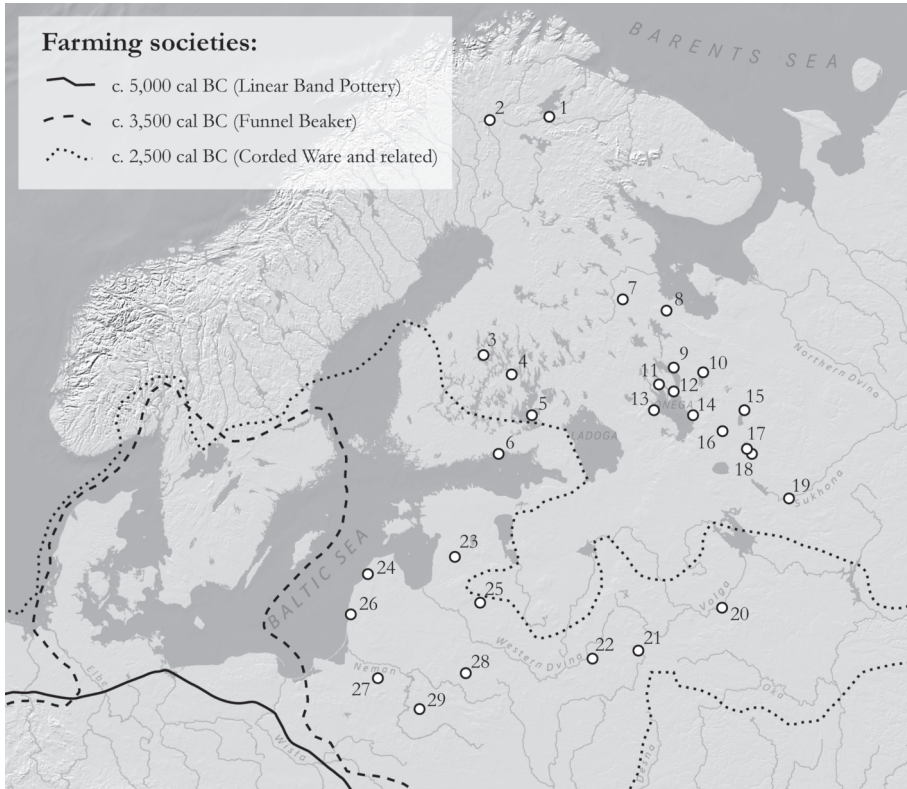 BARENTS SEA
Farming societies:
c. 5,000 cal BC (Linear Band Pottery)
c. 3,500 cal BC (Funnel Beaker)
c. 2,500 cal BC (Corded Ware and related)
2
1
7
8
3
4
9
10
11
12
Northern Dvina
13
ONEGA
14
15
5
LADOGA
16
6
17
18
19
Sukhona
BALTIC SEA
23
24
25
26
Volga
20
Western Dvina
22
21
Elbe
Neman
28
27
29
Oka
Wista
Desna